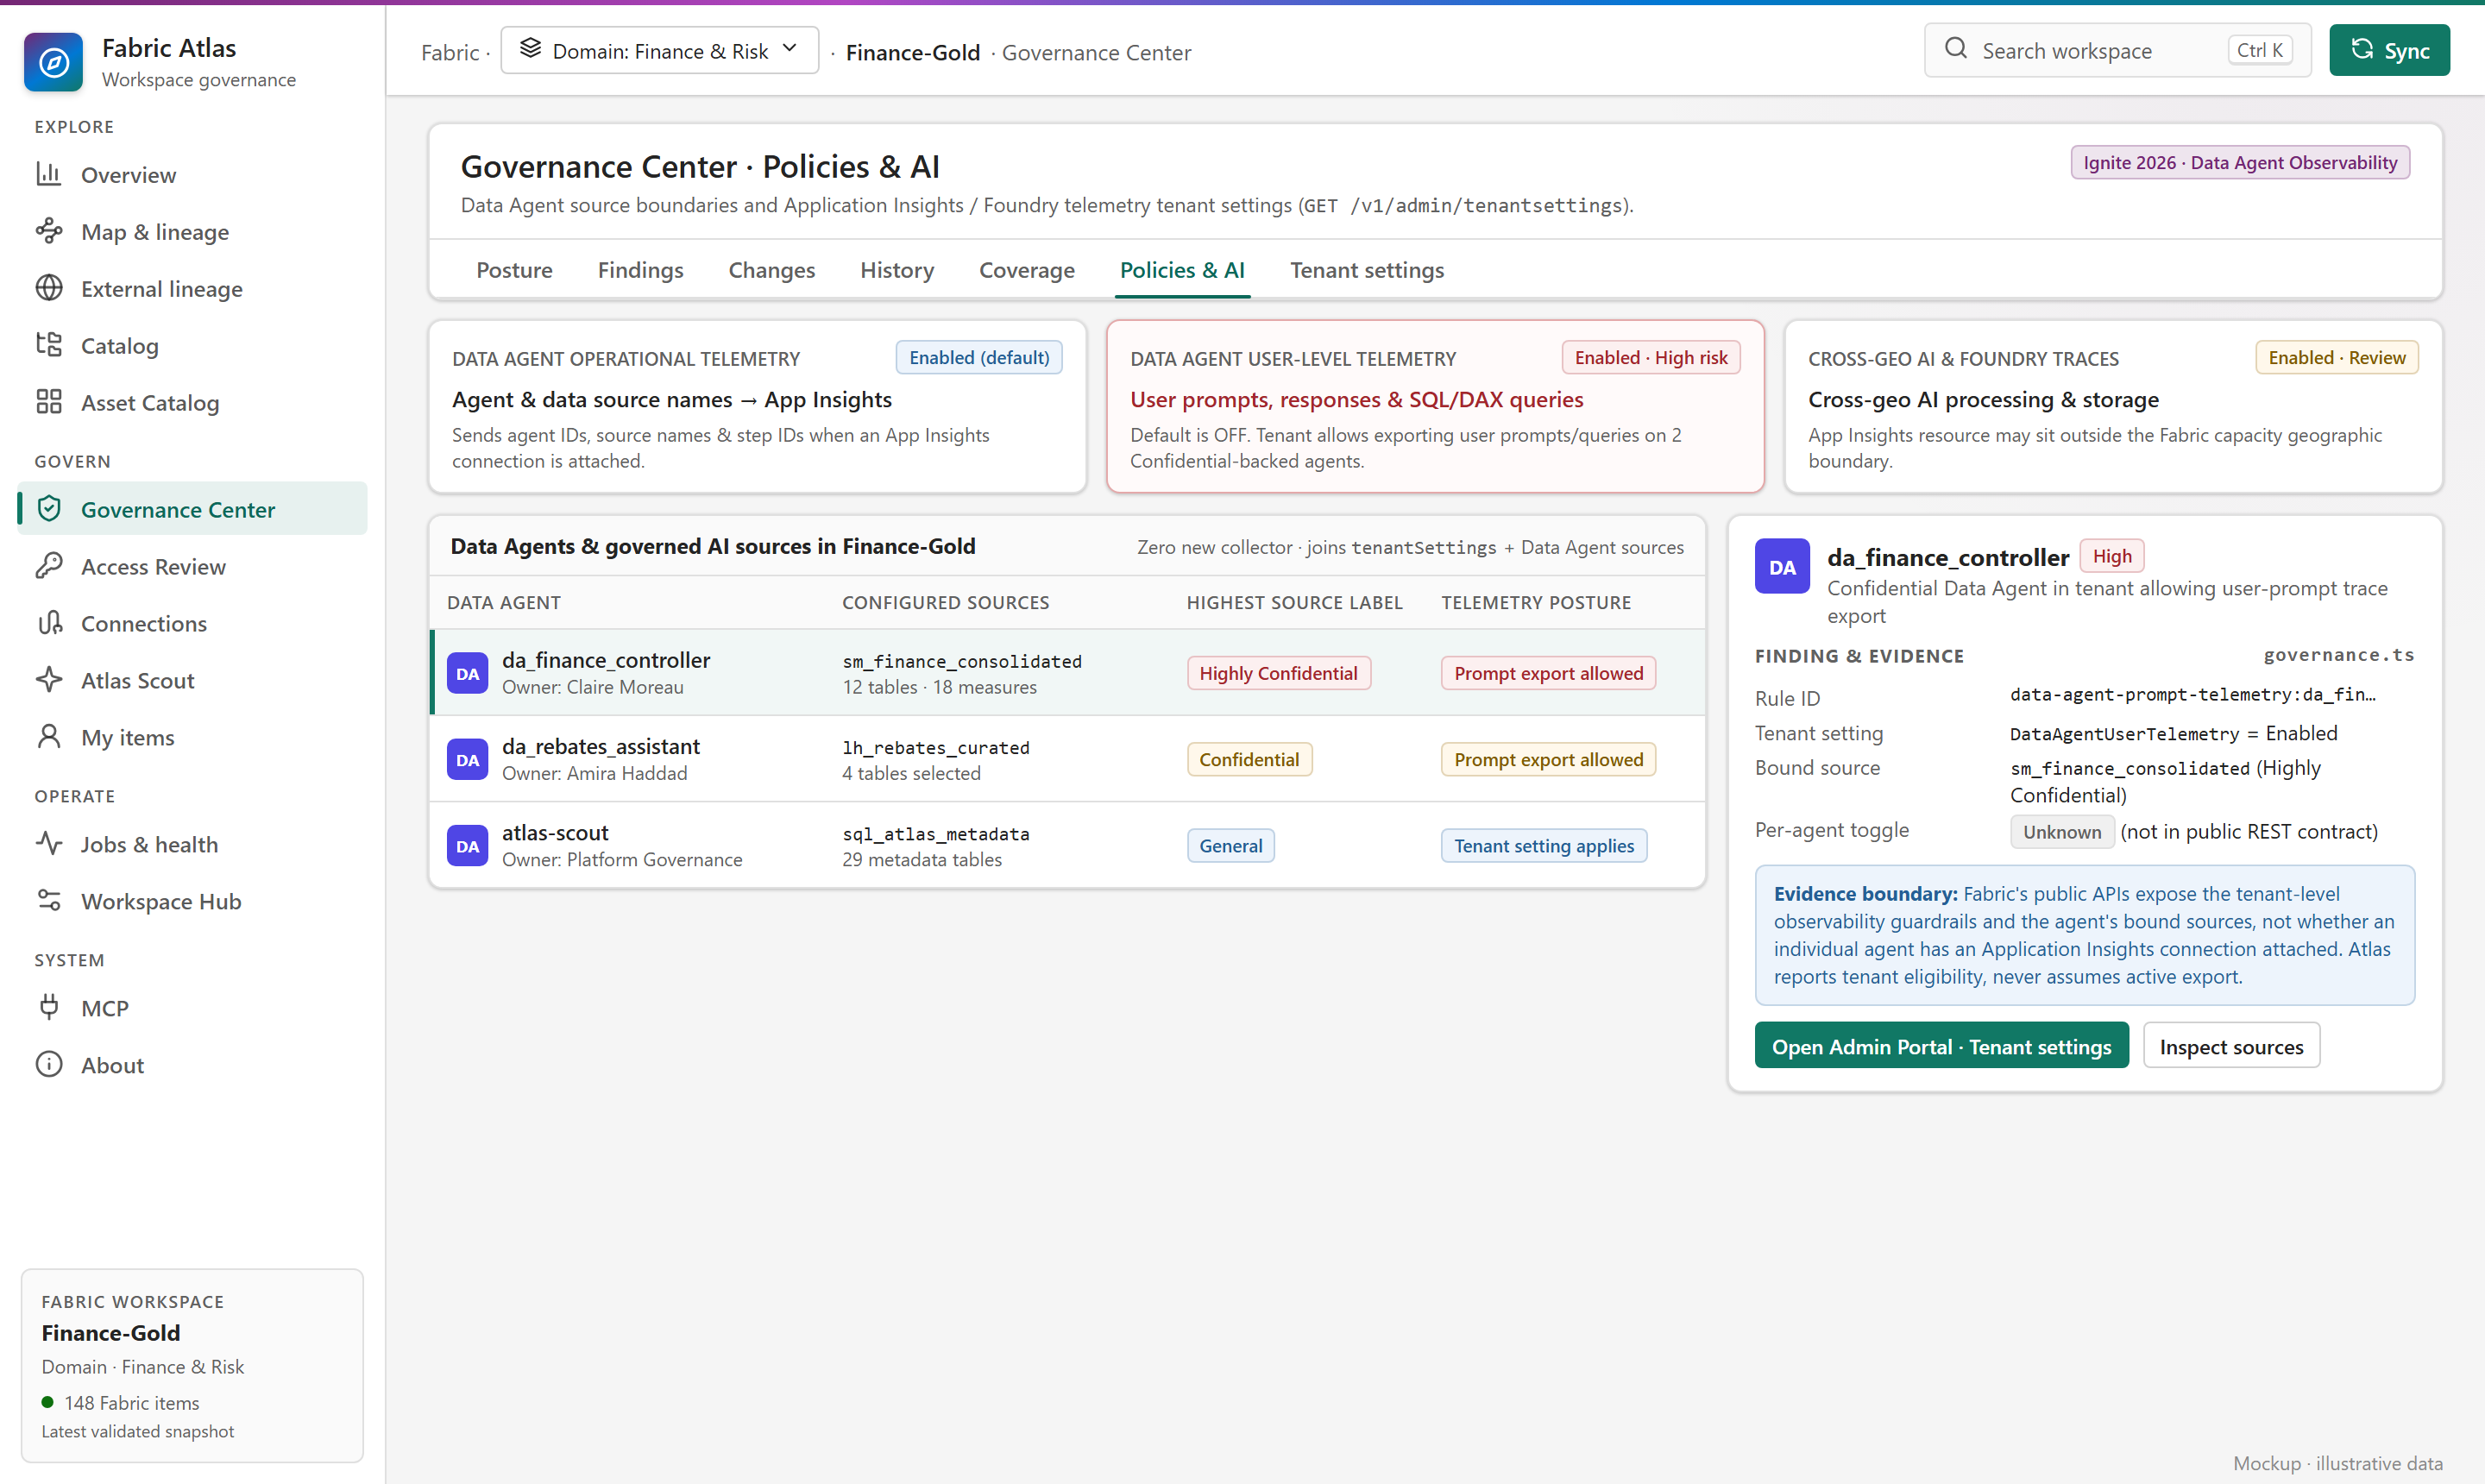 Fabric Atlas
Workspace governance
EXPLORE
Overview
Map & lineage
External lineage
Catalog
Asset Catalog
GOVERN
Governance Center
Access Review
Connections
Atlas Scout
My items
OPERATE
Jobs & health
Workspace Hub
SYSTEM
MCP
About
FABRIC WORKSPACE
Finance-Gold
Domain · Finance & Risk
148 Fabric items
Latest validated snapshot
Fabric · Domain: Finance & Risk · Finance-Gold · Governance Center
Search workspace Ctrl K
Sync
Governance Center · Policies & AI
Ignite 2026 · Data Agent Observability
Data Agent source boundaries and Application Insights / Foundry telemetry tenant settings (GET /v1/admin/tenantsettings).
Posture Findings Changes History Coverage Policies & AI Tenant settings
DATA AGENT OPERATIONAL TELEMETRY Enabled (default)
Agent & data source names → App Insights
Sends agent IDs, source names & step IDs when an App Insights
connection is attached.
DATA AGENT USER-LEVEL TELEMETRY Enabled · High risk
User prompts, responses & SQL/DAX queries
Default is OFF. Tenant allows exporting user prompts/queries on 2
Confidential-backed agents.
CROSS-GEO AI & FOUNDRY TRACES Enabled · Review
Cross-geo AI processing & storage
App Insights resource may sit outside the Fabric capacity geographic
boundary.
Data Agents & governed AI sources in Finance-Gold
Zero new collector · joins tenantSettings + Data Agent sources
DATA AGENT CONFIGURED SOURCES HIGHEST SOURCE LABEL TELEMETRY POSTURE
DA da_finance_controller sm_finance_consolidated Highly Confidential Prompt export allowed
Owner: Claire Moreau 12 tables · 18 measures
DA da_rebates_assistant lh_rebates_curated Confidential Prompt export allowed
Owner: Amira Haddad 4 tables selected
DA atlas-scout sql_atlas_metadata General Tenant setting applies
Owner: Platform Governance 29 metadata tables
DA da_finance_controller High
Confidential Data Agent in tenant allowing user-prompt trace
export
FINDING & EVIDENCE governance.ts
Rule ID data-agent-prompt-telemetry:da_fin…
Tenant setting DataAgentUserTelemetry = Enabled
Bound source sm_finance_consolidated (Highly
Confidential)
Per-agent toggle Unknown (not in public REST contract)
Evidence boundary: Fabric's public APIs expose the tenant-level
observability guardrails and the agent's bound sources, not whether an
individual agent has an Application Insights connection attached. Atlas
reports tenant eligibility, never assumes active export.
Open Admin Portal · Tenant settings Inspect sources
Mockup · illustrative data